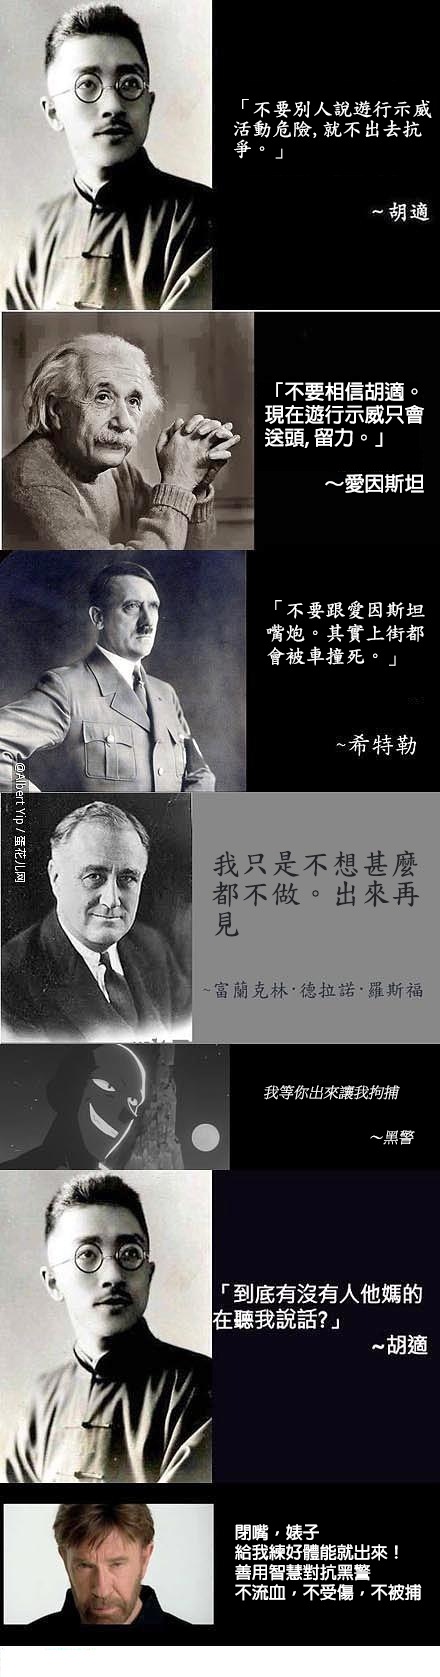 「不要別人說遊行示威
活動危險,就不出去抗
爭。」
~胡適
「不要相信胡適。
現在遊行示威只會
送頭,留力。」
～愛因斯坦
「不要跟愛因斯坦
嘴炮。其實上街都
會被車撞死。」
~希特勒
@Albert Yip / 蛋花儿网
我只是不想甚麼
都不做。出來再
見
~富蘭克林·德拉諾·羅斯福
我等你出來讓我拘捕
～黑警
「到底有沒有人他媽的
在聽我說話?」
~胡適
閉嘴，婊子
給我練好體能就出來！
善用智慧對抗黑警
不流血，不受傷，不被捕